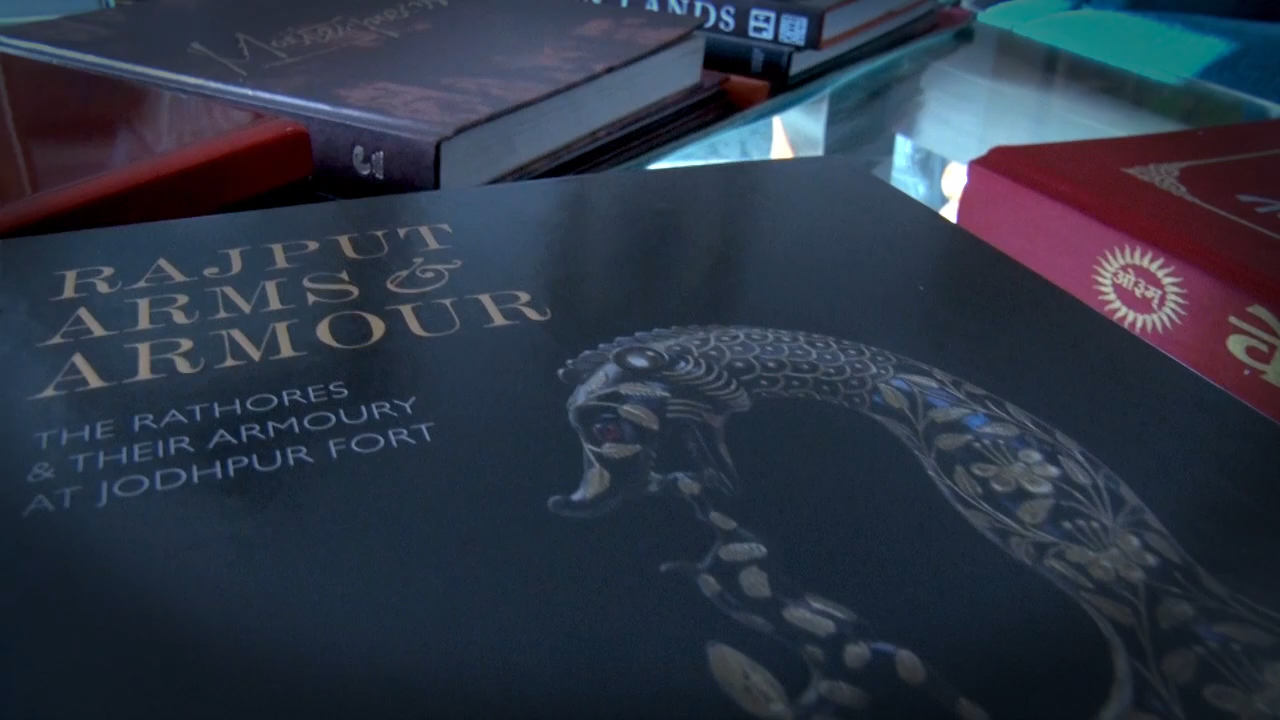 LANDS
RAJPUT
ARMS &
ARMOUR
THE RATHORES
& THEIR ARMOURY
AT JODHPUR FORT
ओ३म्